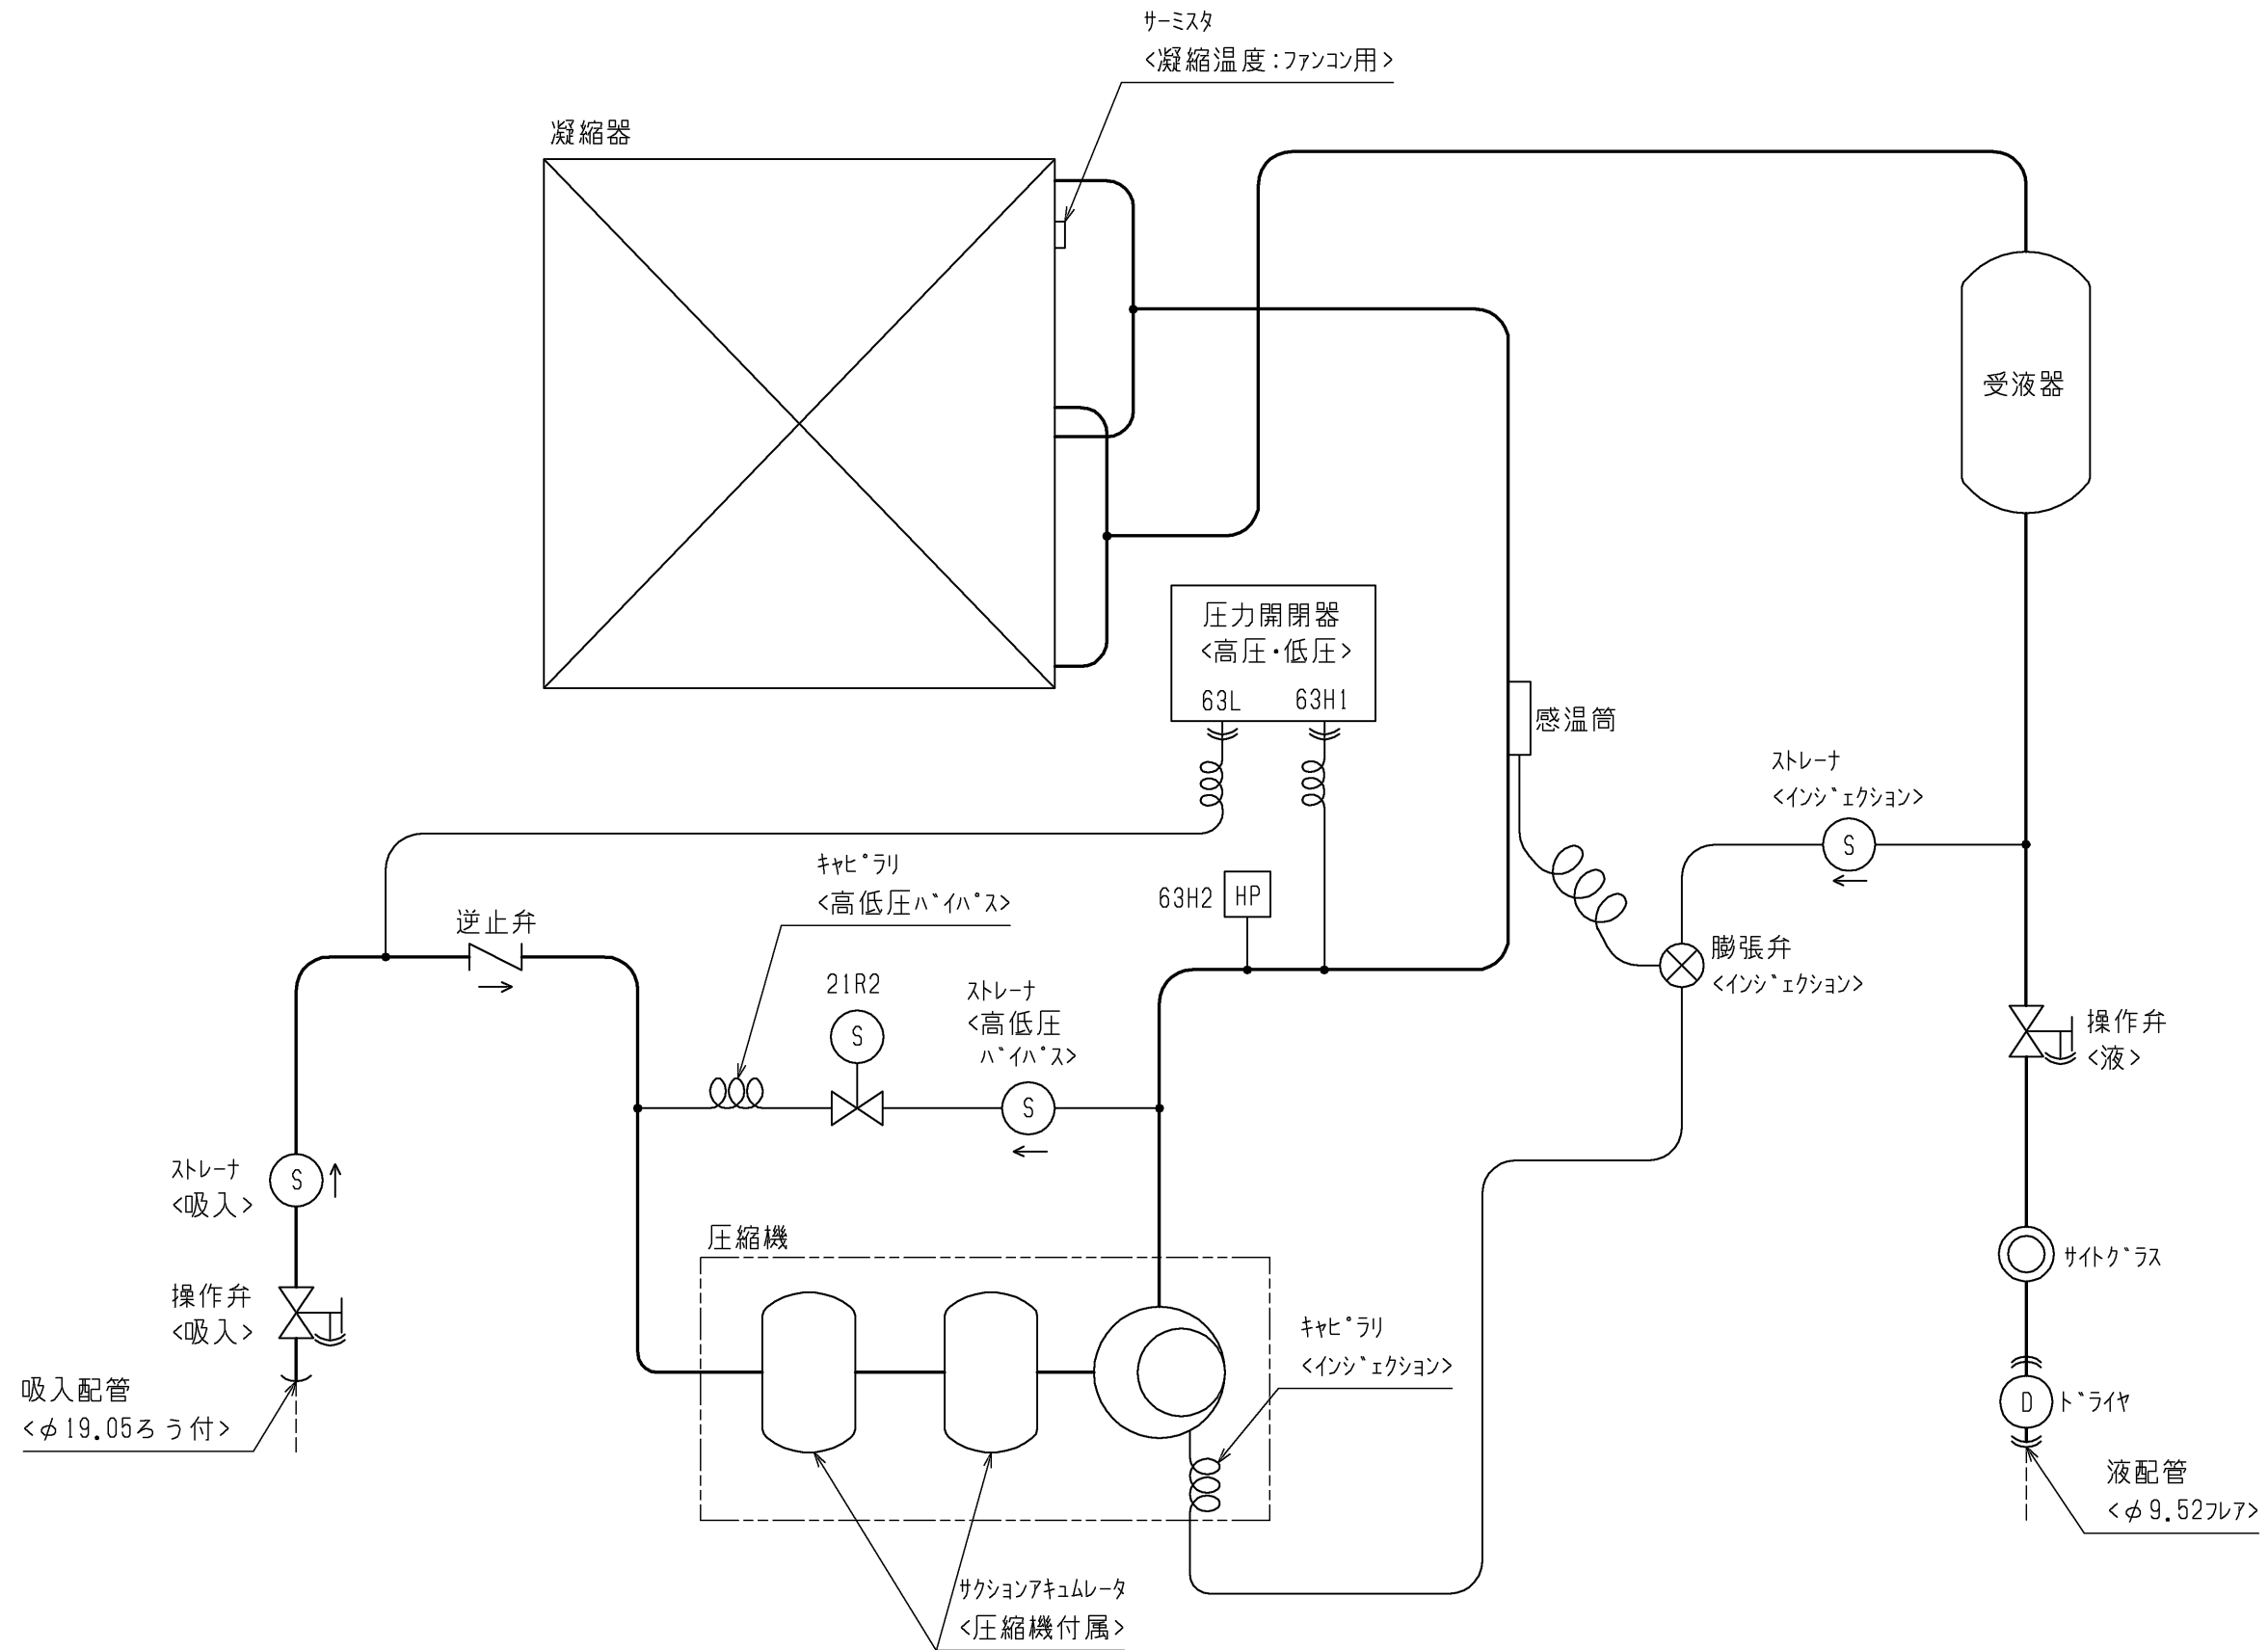 サーミスタ
<凝縮温度:ファンコン用>
凝縮器
受液器
圧力開閉器
<高圧・低圧>
63L
63H1
感温筒
ストレーナ
<インジェクション>
S
キャピラリ
<高低圧バイパス>
63H2
HP
逆止弁
膨張弁
<インジェクション>
21R2
S
ストレーナ
<高低圧
バイパス>
S
操作弁
<液>
ストレーナ
<吸入>
S
圧縮機
サイトグラス
操作弁
<吸入>
キャピラリ
<インジェクション>
吸入配管
<φ19.05ろう付>
D
ドライヤ
液配管
<φ9.52フレア>
サクションアキュムレータ
<圧縮機付属>